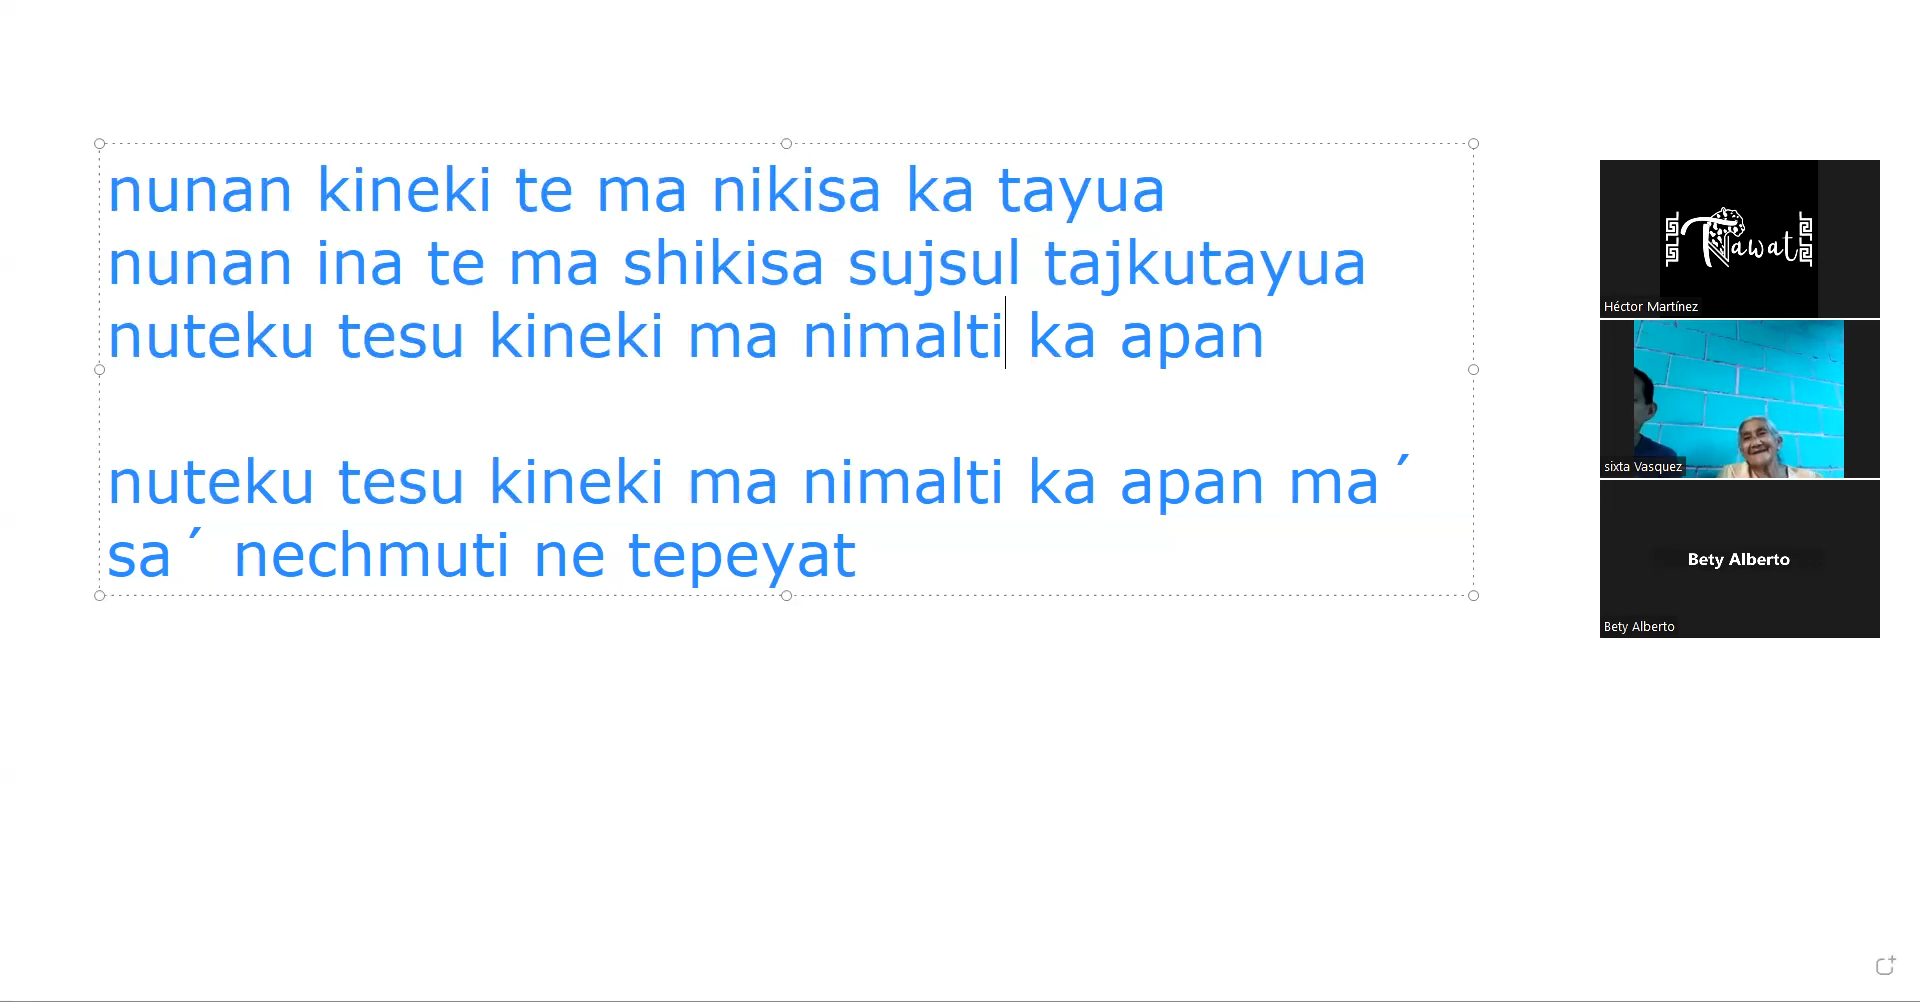 nunan kineki te ma nikisa ka tayua
nunan ina te ma shikisa sujsul tajkutayua
nuteku tesu kineki ma nimalti ka apan
nuteku tesu kineki ma nimalti ka apan ma´
sa´ nechmuti ne tepeyat
Tawat
Héctor Martínez
sixta Vasquez
Bety Alberto
Bety Alberto